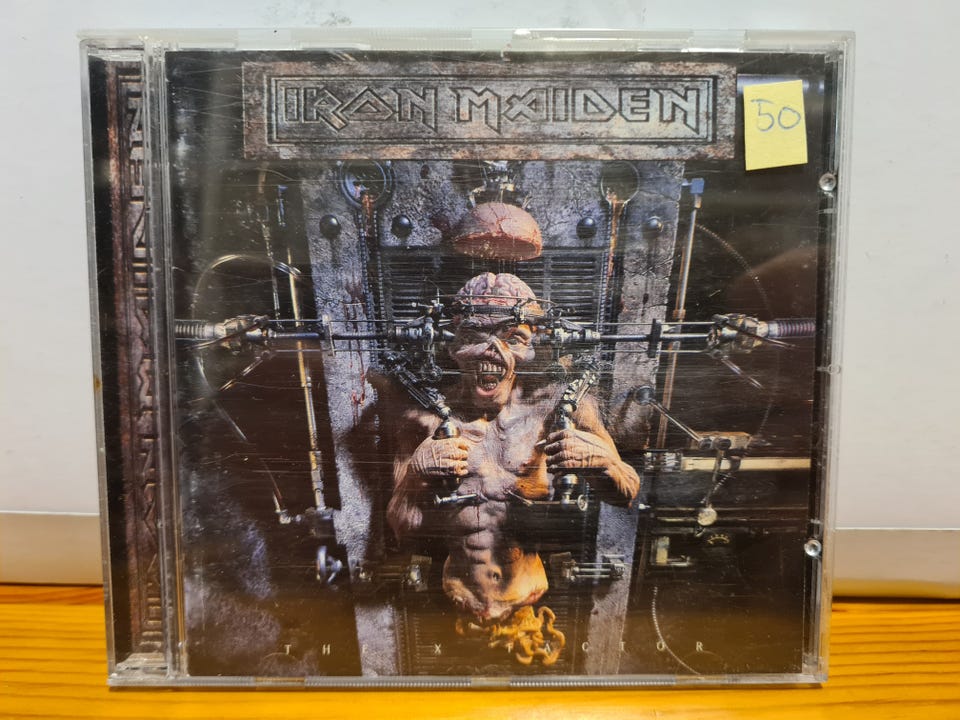 IRON MAIDEN
50
THE X FACTOR